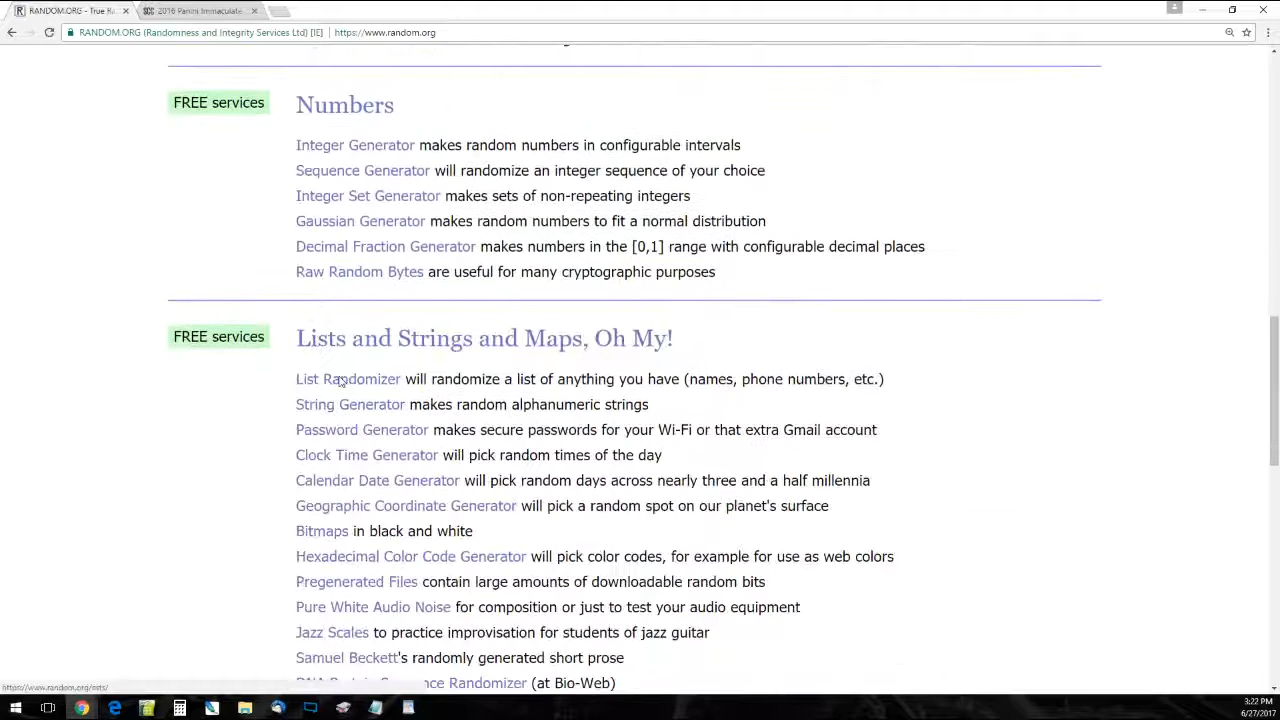 RANDOM.ORG - True Ra
2016 Panini Immaculate
RANDOM.ORG (Randomness and Integrity Services Ltd) [IE] https://www.random.org
FREE services
Numbers
Integer Generator makes random numbers in configurable intervals
Sequence Generator will randomize an integer sequence of your choice
Integer Set Generator makes sets of non-repeating integers
Gaussian Generator makes random numbers to fit a normal distribution
Decimal Fraction Generator makes numbers in the [0,1] range with configurable decimal places
Raw Random Bytes are useful for many cryptographic purposes
FREE services
Lists and Strings and Maps, Oh My!
List Randomizer will randomize a list of anything you have (names, phone numbers, etc.)
String Generator makes random alphanumeric strings
Password Generator makes secure passwords for your Wi-Fi or that extra Gmail account
Clock Time Generator will pick random times of the day
Calendar Date Generator will pick random days across nearly three and a half millennia
Geographic Coordinate Generator will pick a random spot on our planet's surface
Bitmaps in black and white
Hexadecimal Color Code Generator will pick color codes, for example for use as web colors
Pregenerated Files contain large amounts of downloadable random bits
Pure White Audio Noise for composition or just to test your audio equipment
Jazz Scales to practice improvisation for students of jazz guitar
Samuel Beckett's randomly generated short prose
Randomizer (at Bio-Web)
https://www.random.org/lists/
3:22 PM
6/27/2017